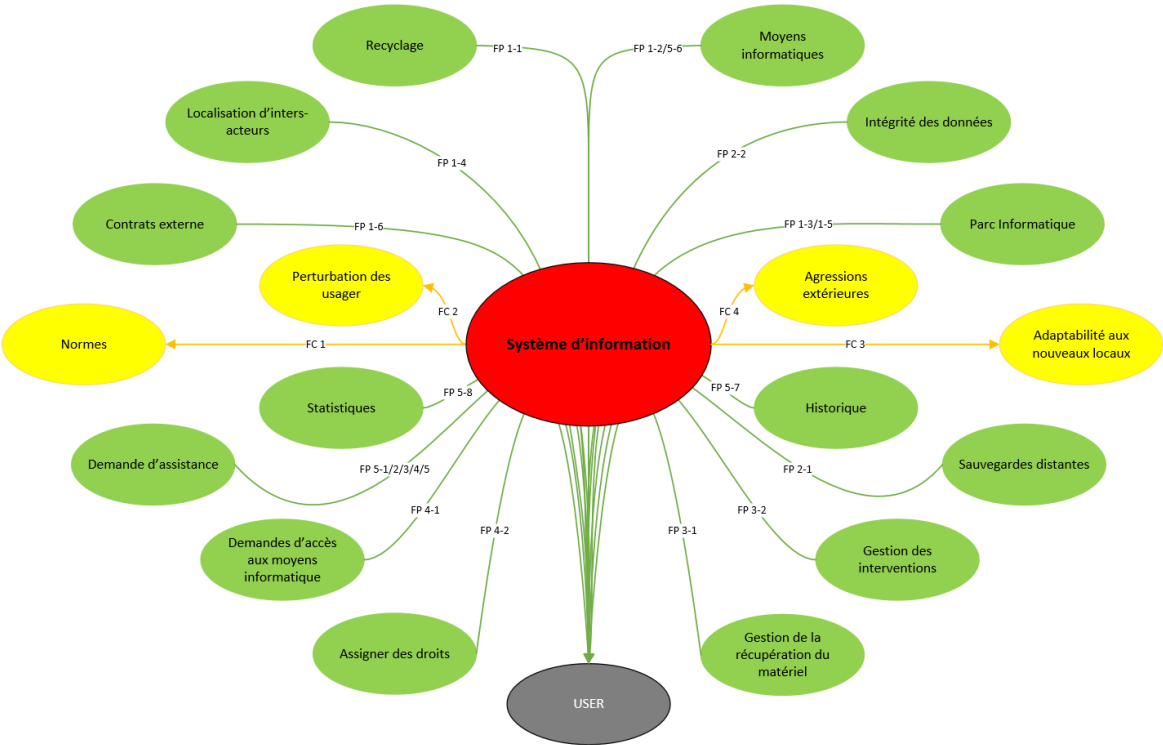 Recyclage
FP 1-1
FP 1-2/5-6
Moyens
informatiques
Localisation d'inters-
acteurs
FP 1-4
FP 2-2
Intégrité des données
Contrats externe
FP 1-6
FP 1-3/1-5
Parc Informatique
Perturbation des
usager
FC 2
FC 4
Agressions
extérieures
Normes
FC 1
Système d'information
FC 3
Adaptabilité aux
nouveaux locaux
Statistiques
FP 5-8
FP 5-7
Historique
Demande d'assistance
FP 5-1/2/3/4/5
FP 2-1
Sauvegardes distantes
FP 4-1
FP 3-2
Demandes d'accès
aux moyens
informatique
FP 4-2
FP 3-1
Gestion des
interventions
Assigner des droits
Gestion de la
récupération du
matériel
USER